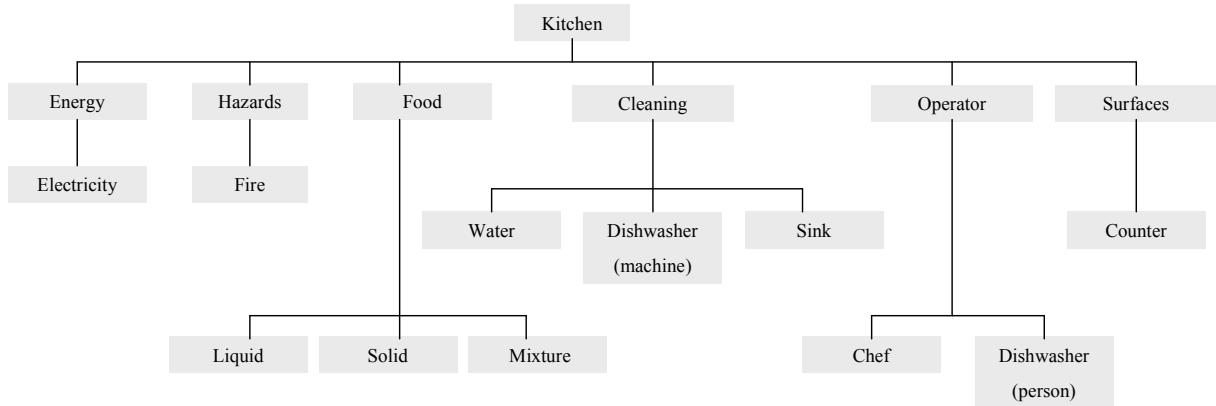 Kitchen
Energy
Hazards
Food
Cleaning
Operator
Surfaces
Electricity
Fire
Water
Dishwasher
(machine)
Sink
Counter
Liquid
Solid
Mixture
Chef
Dishwasher
(person)